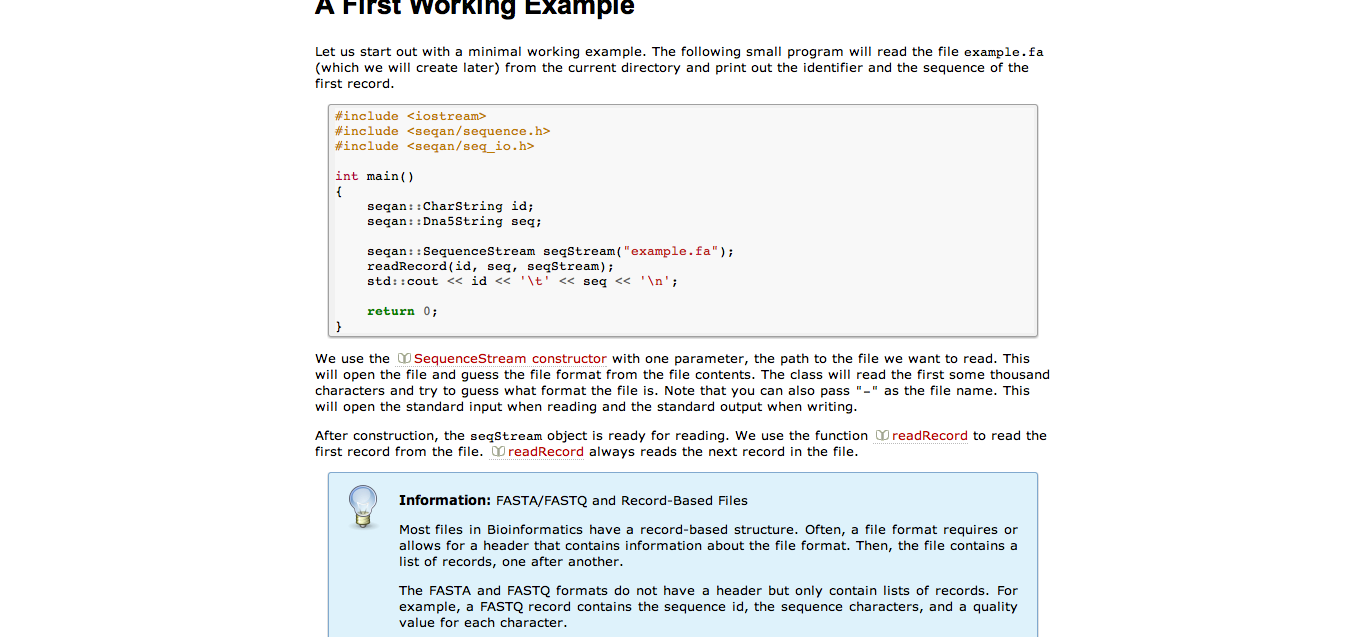 A First Working Example
Let us start out with a minimal working example. The following small program will read the file example.fa
(which we will create later) from the current directory and print out the identifier and the sequence of the
first record.
#include <iostream>
#include <seqan/sequence.h>
#include <seqan/seq_io.h>
int main()
{
    seqan::CharString id;
    seqan::Dna5String seq;
    seqan::SequenceStream seqStream("example.fa");
    readRecord(id, seq, seqStream);
    std::cout << id << '\t' << seq << '\n';
    return 0;
}
We use the SequenceStream constructor with one parameter, the path to the file we want to read. This
will open the file and guess the file format from the file contents. The class will read the first some thousand
characters and try to guess what format the file is. Note that you can also pass "-" as the file name. This
will open the standard input when reading and the standard output when writing.
After construction, the seqStream object is ready for reading. We use the function readRecord to read the
first record from the file. readRecord always reads the next record in the file.
Information: FASTA/FASTQ and Record-Based Files
Most files in Bioinformatics have a record-based structure. Often, a file format requires or
allows for a header that contains information about the file format. Then, the file contains a
list of records, one after another.
The FASTA and FASTQ formats do not have a header but only contain lists of records. For
example, a FASTQ record contains the sequence id, the sequence characters, and a quality
value for each character.